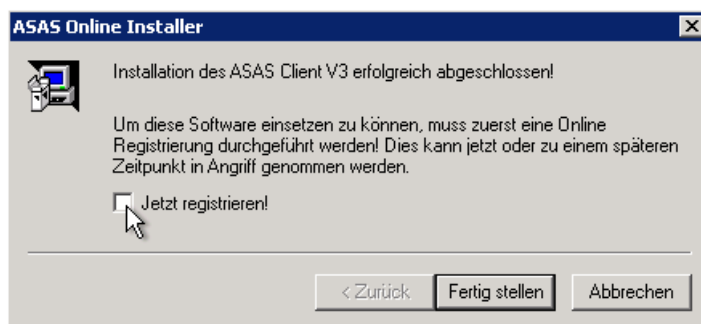 ASAS Online Installer
Installation des ASAS Client V3 erfolgreich abgeschlossen!
Um diese Software einsetzen zu können, muss zuerst eine Online
Registrierung durchgeführt werden! Dies kann jetzt oder zu einem späteren
Zeitpunkt in Angriff genommen werden.
Jetzt registrieren!
< Zurück
Fertig stellen
Abbrechen